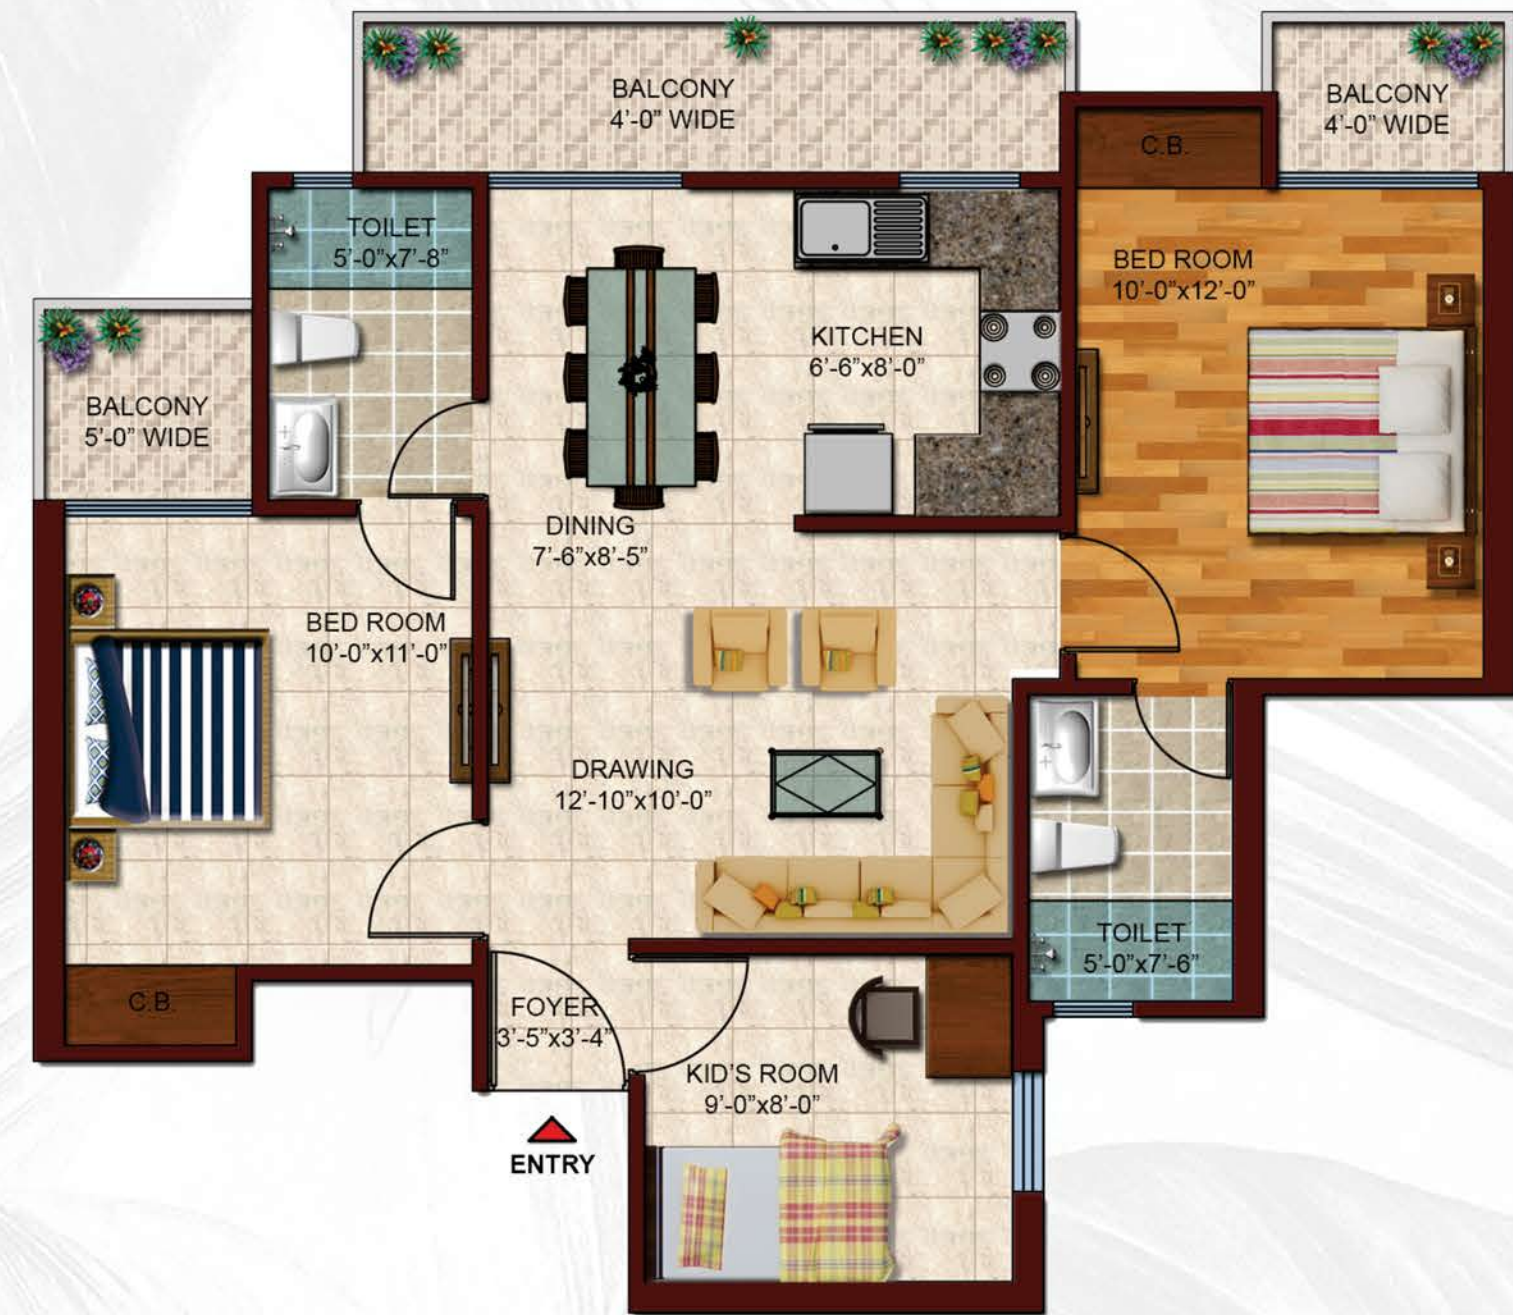 BALCONY
4'-0" WIDE
BALCONY
4'-0" WIDE
C.B.
TOILET
5'-0"x7'-8"
BED ROOM
10'-0"x12'-0"
KITCHEN
6'-6"x8'-0"
BALCONY
5'-0" WIDE
DINING
7'-6"x8'-5"
BED ROOM
10'-0"x11'-0"
DRAWING
12'-10"x10'-0"
TOILET
5'-0"x7'-6"
C.B.
FOYER
3'-5"x3'-4"
KID'S ROOM
9'-0"x8'-0"
ENTRY